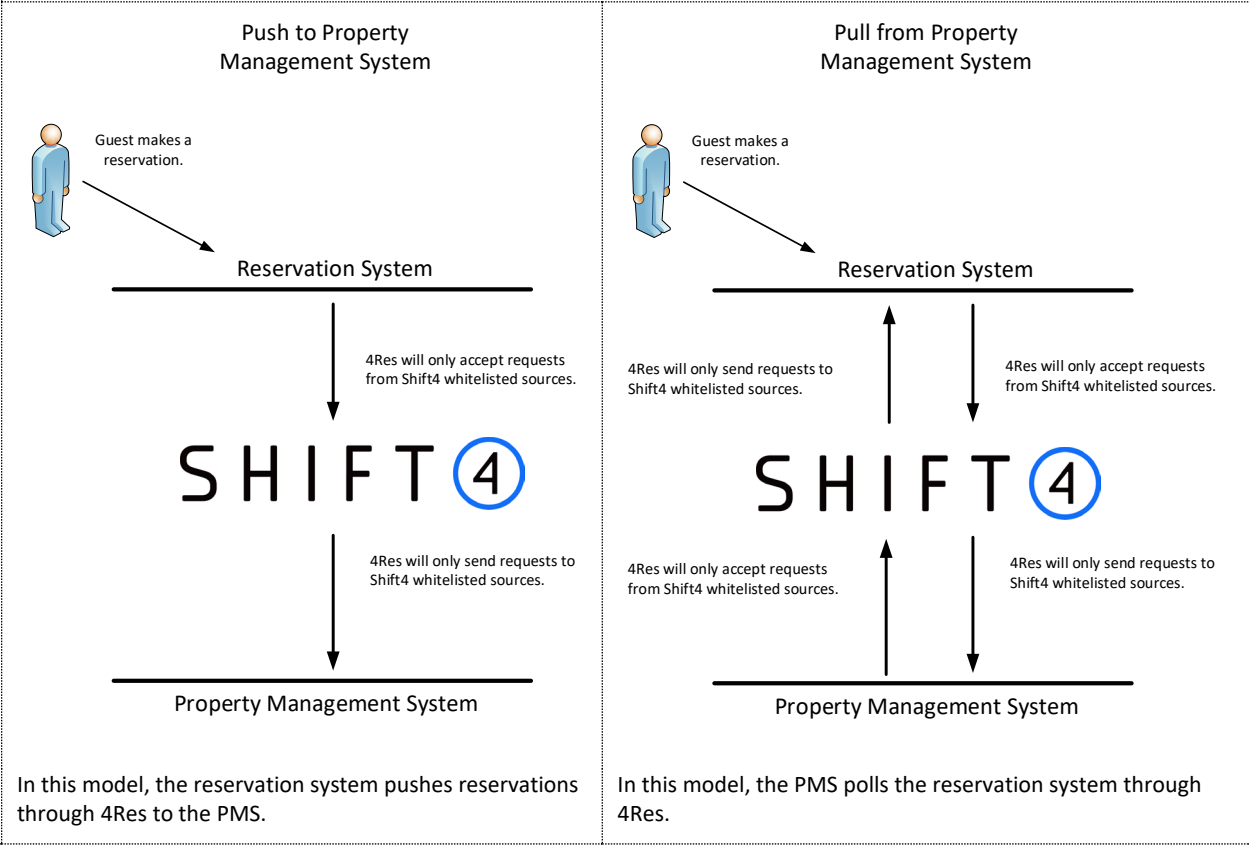 Push to Property
Management System
Guest makes a
reservation.
Reservation System
4Res will only accept requests
from Shift4 whitelisted sources.
SHIFT 4
4Res will only send requests to
Shift4 whitelisted sources.
Property Management System
In this model, the reservation system pushes reservations
through 4Res to the PMS.
Pull from Property
Management System
Guest makes a
reservation.
Reservation System
4Res will only send requests to
Shift4 whitelisted sources.
4Res will only accept requests
from Shift4 whitelisted sources.
SHIFT 4
4Res will only accept requests
from Shift4 whitelisted sources.
4Res will only send requests to
Shift4 whitelisted sources.
Property Management System
In this model, the PMS polls the reservation system through
4Res.